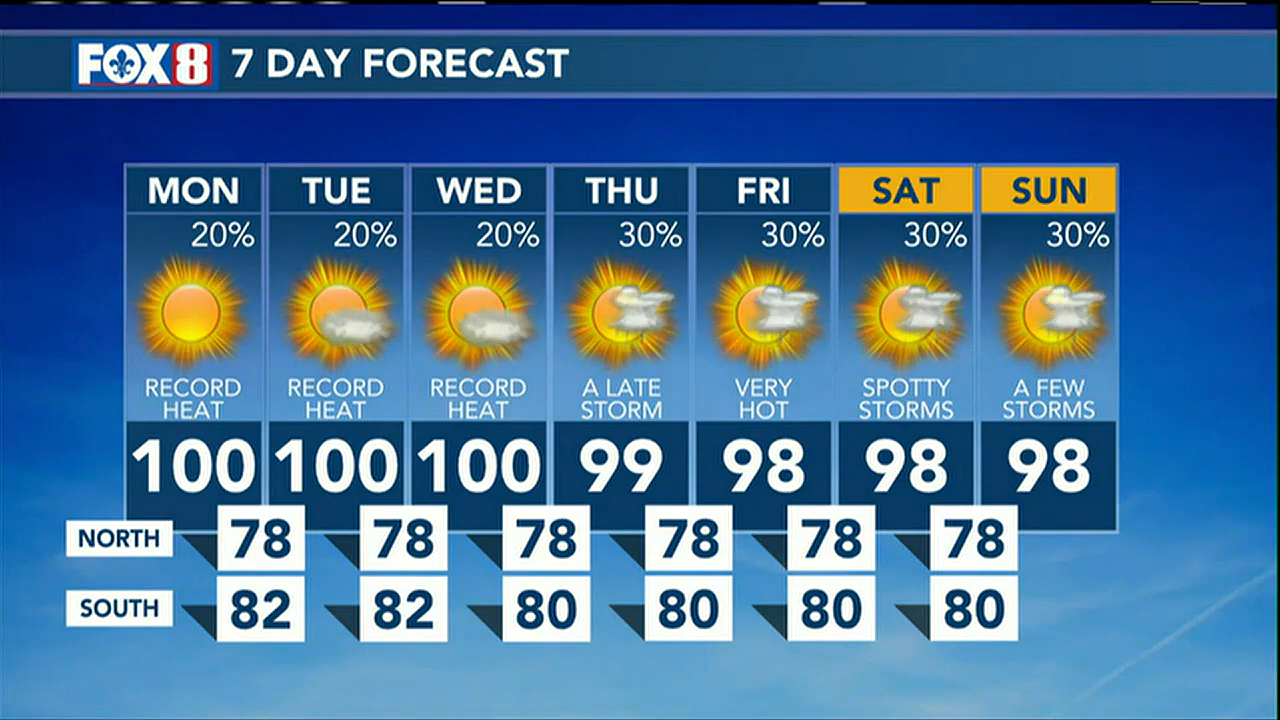 FOX 8 7 DAY FORECAST
MON TUE WED THU FRI SAT SUN
20% 20% 20% 30% 30% 30% 30%
RECORD RECORD RECORD A LATE VERY SPOTTY A FEW
HEAT HEAT HEAT STORM HOT STORMS STORMS
100 100 100 99 98 98 98
NORTH 78 78 78 78 78 78
SOUTH 82 82 80 80 80 80